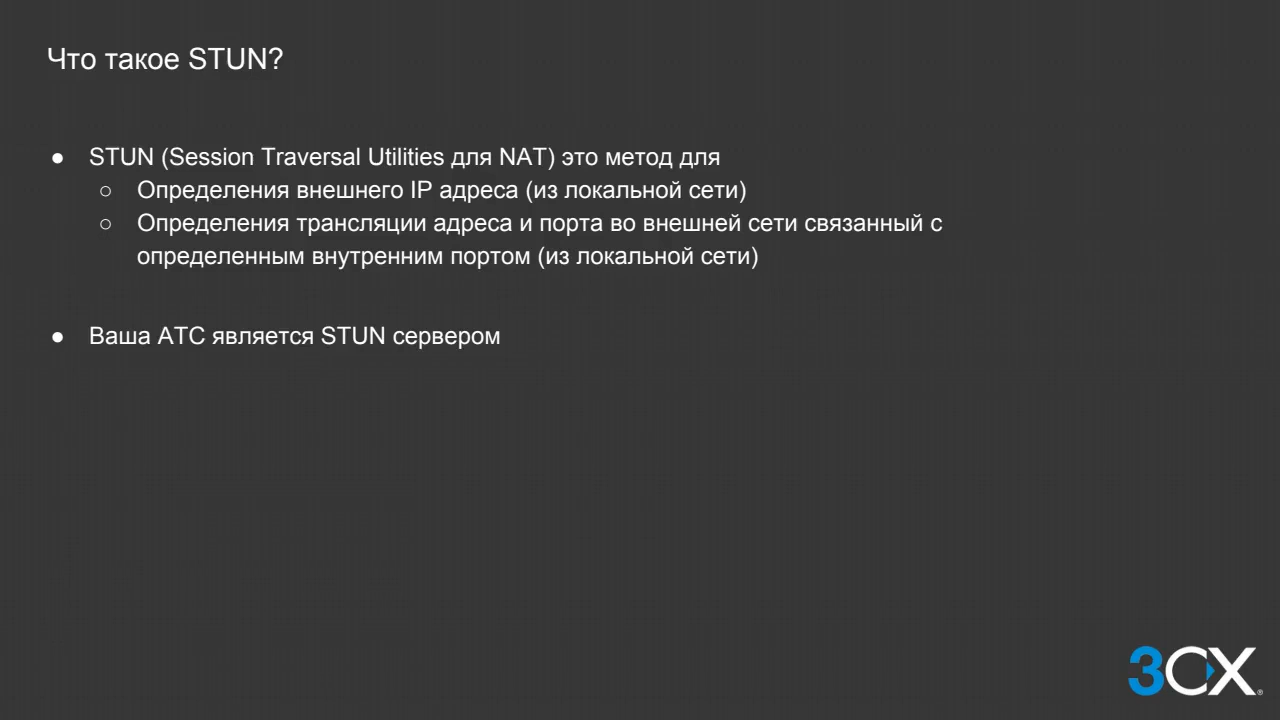 Что такое STUN?
● STUN (Session Traversal Utilities для NAT) это метод для
○ Определения внешнего IP адреса (из локальной сети)
○ Определения трансляции адреса и порта во внешней сети связанный с
определенным внутренним портом (из локальной сети)
● Ваша АТС является STUN сервером
3CX®